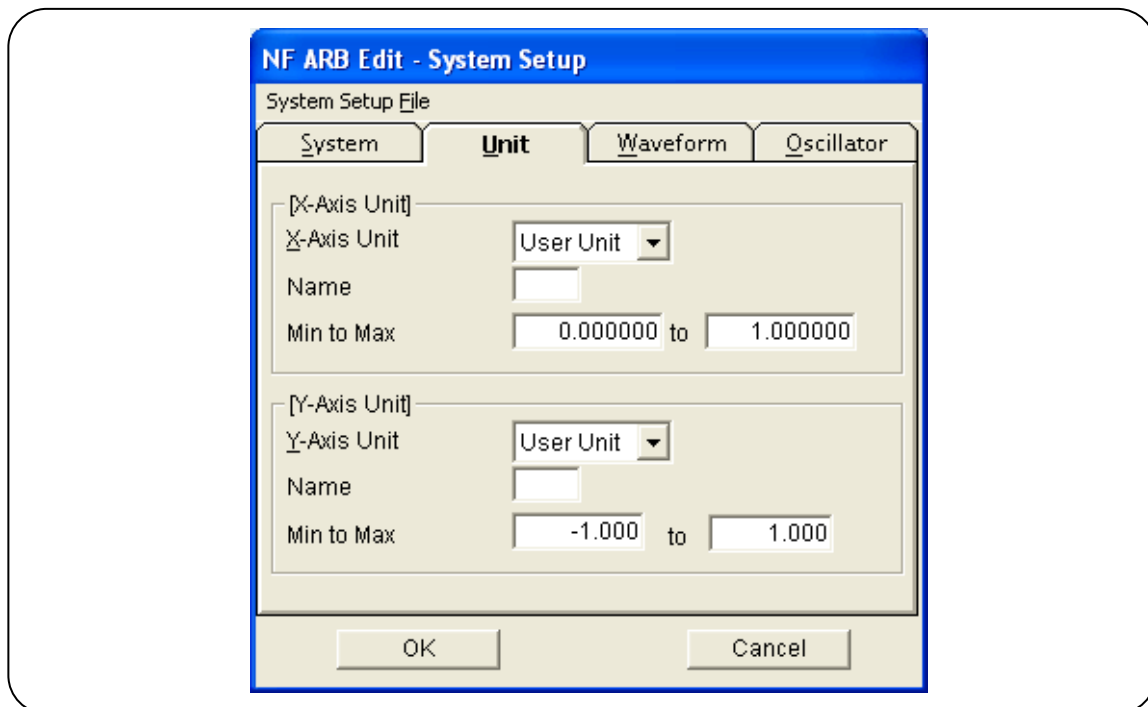 NF ARB Edit - System Setup
System Setup File
System Unit Waveform Oscillator
[X-Axis Unit]
X-Axis Unit User Unit
Name
Min to Max 0.000000 to 1.000000
[Y-Axis Unit]
Y-Axis Unit User Unit
Name
Min to Max -1.000 to 1.000
OK Cancel